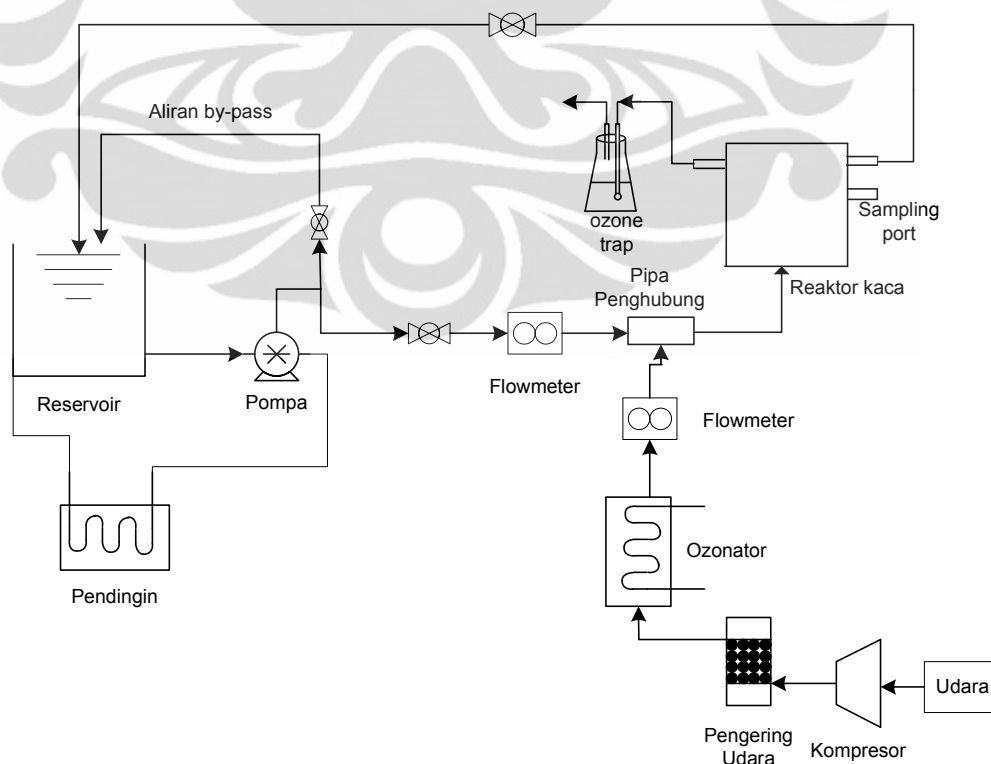 Aliran by-pass
ozone
trap
Sampling
port
Pipa
Penghubung
Reaktor kaca
Reservoir
Pompa
Flowmeter
Flowmeter
Ozonator
Pendingin
Udara
Pengering
Udara
Kompresor